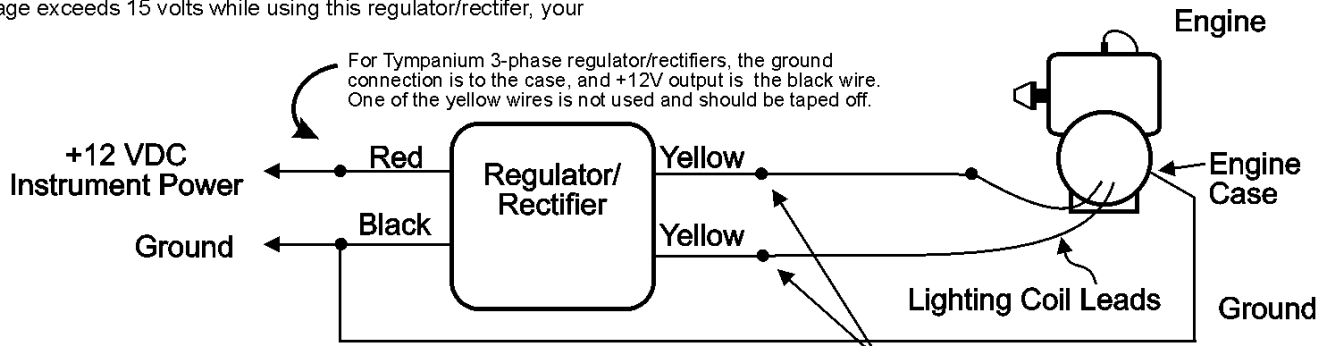 age exceeds 15 volts while using this regulator/rectifer, your
Engine
For Tympanium 3-phase regulator/rectifiers, the ground
connection is to the case, and +12V output is the black wire.
One of the yellow wires is not used and should be taped off.
+12 VDC
Instrument Power
Red
Regulator/
Rectifier
Yellow
Engine
Case
Ground
Black
Yellow
Lighting Coil Leads
Ground